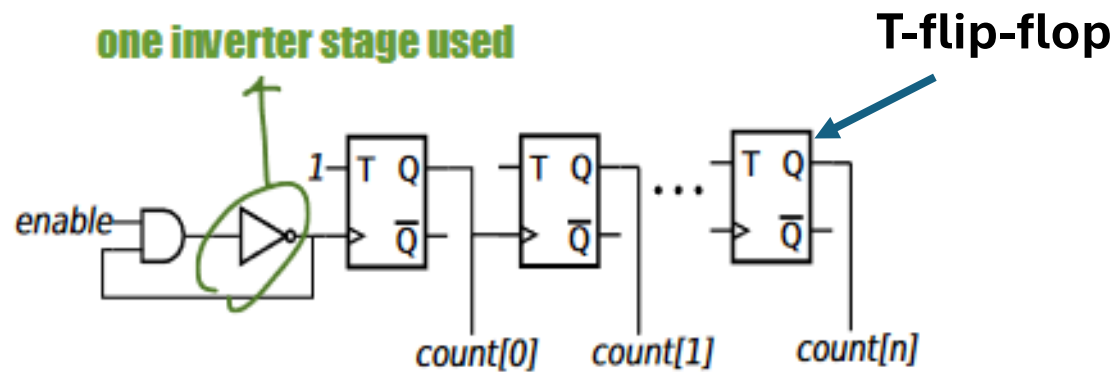 one inverter stage used
T-flip-flop
1
T Q
T Q
T Q
...
enable
Q̅
Q̅
Q̅
count[0]
count[1]
count[n]